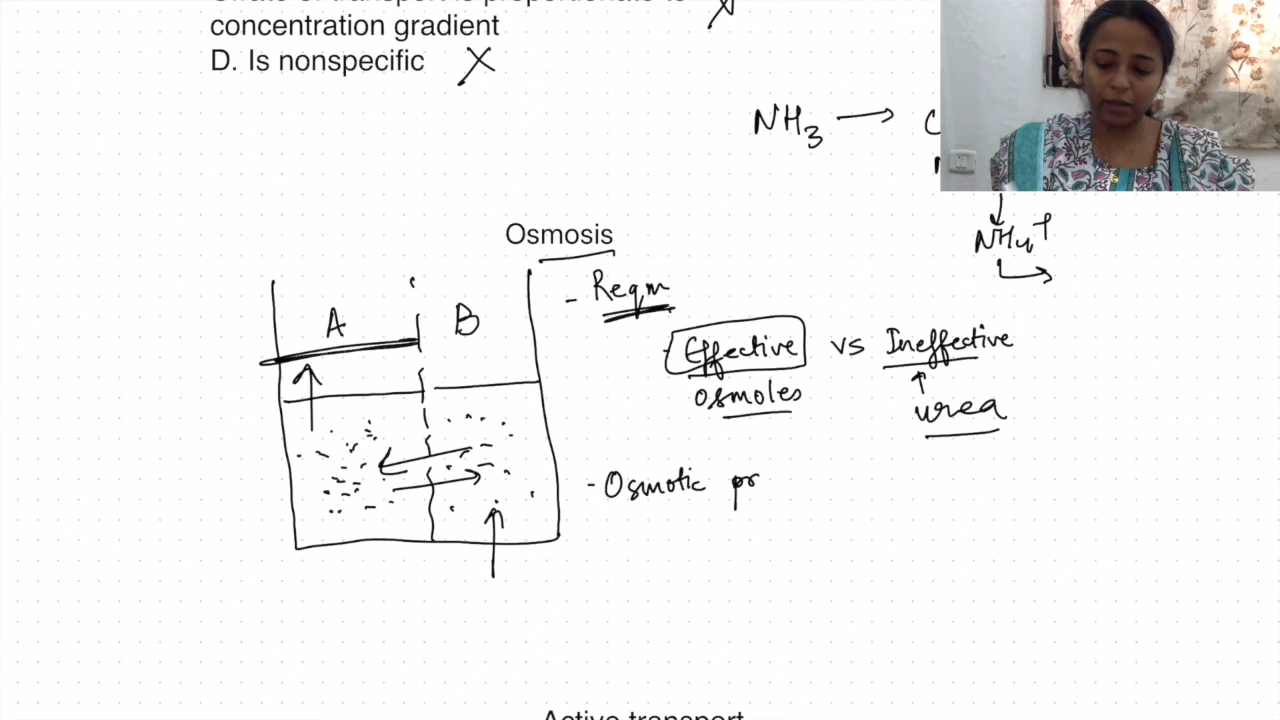 concentration gradient
D. Is nonspecific X
NH3 →
NH4+
Osmosis
- Reqm
A B
Effective vs Ineffective
osmoles urea
- Osmotic pr